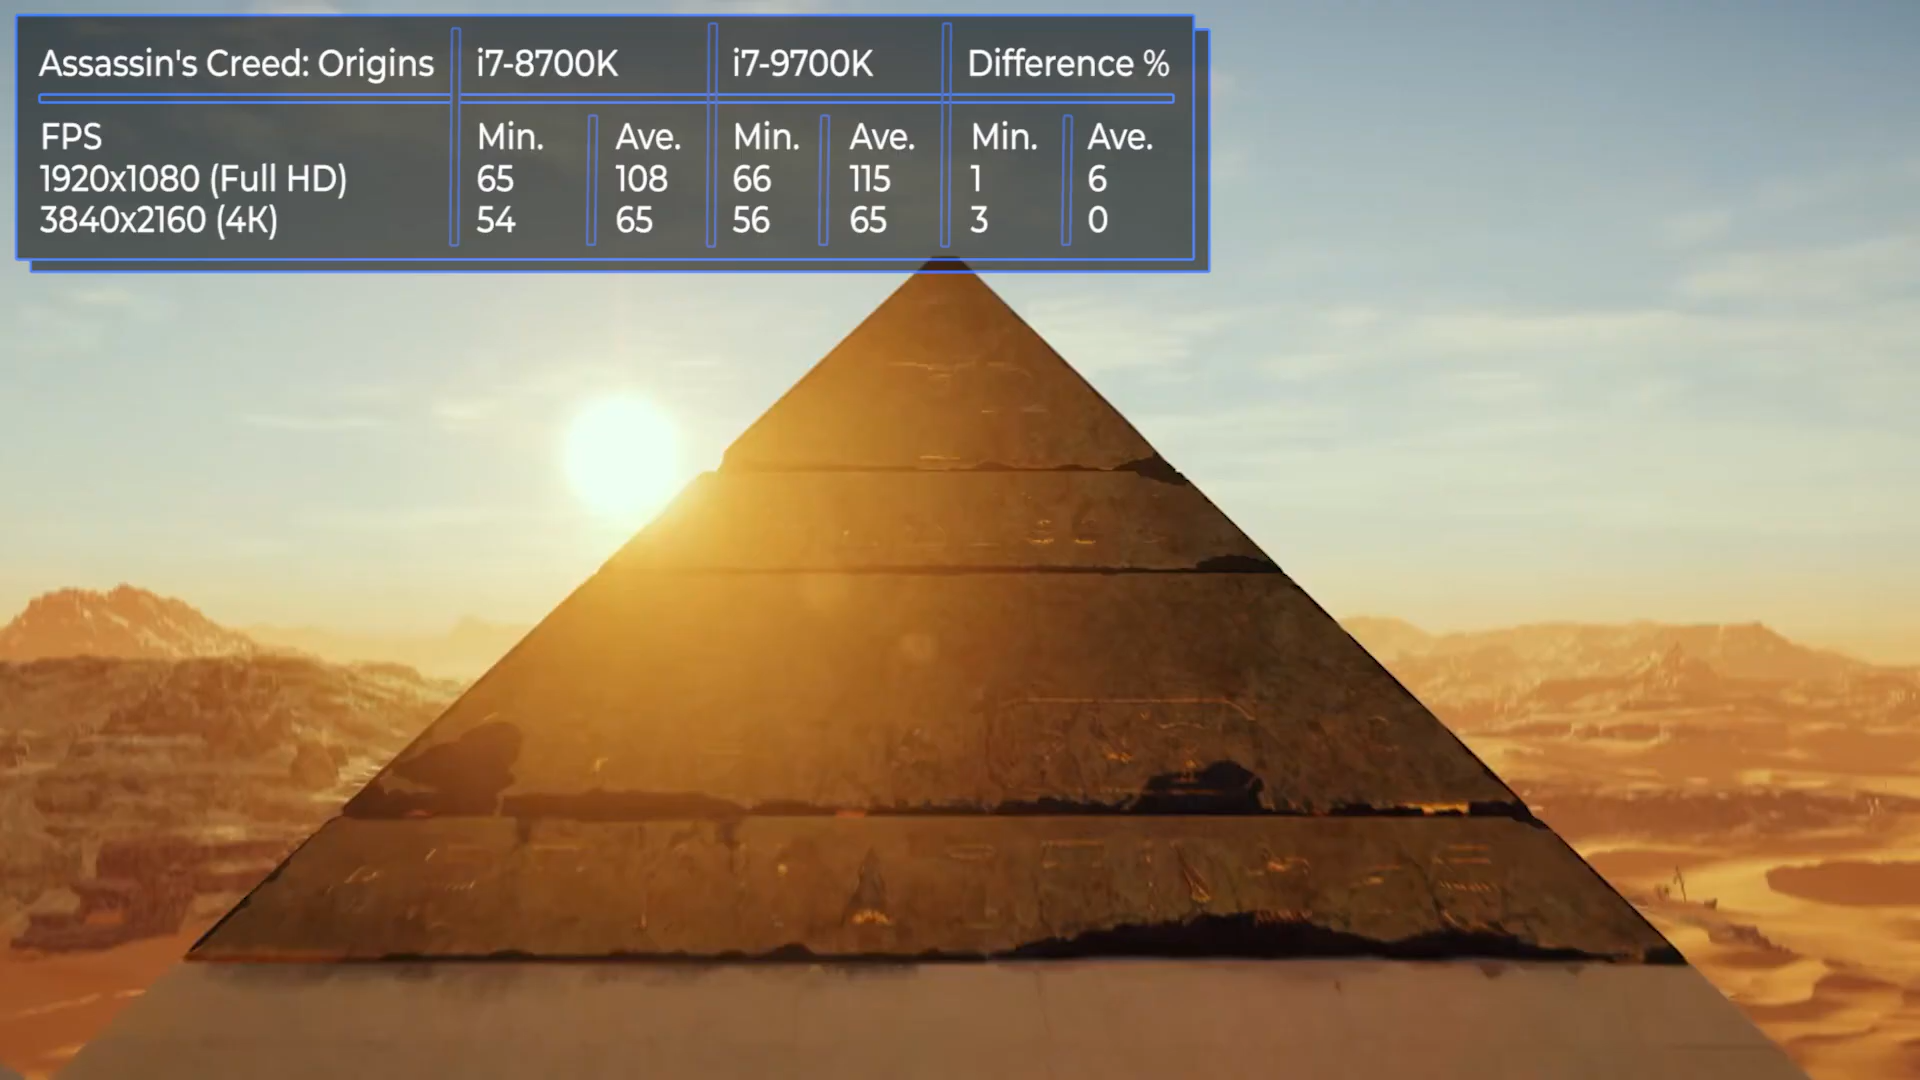 Assassin's Creed: Origins i7-8700K i7-9700K Difference %
FPS Min. Ave. Min. Ave. Min. Ave.
1920x1080 (Full HD) 65 108 66 115 1 6
3840x2160 (4K) 54 65 56 65 3 0